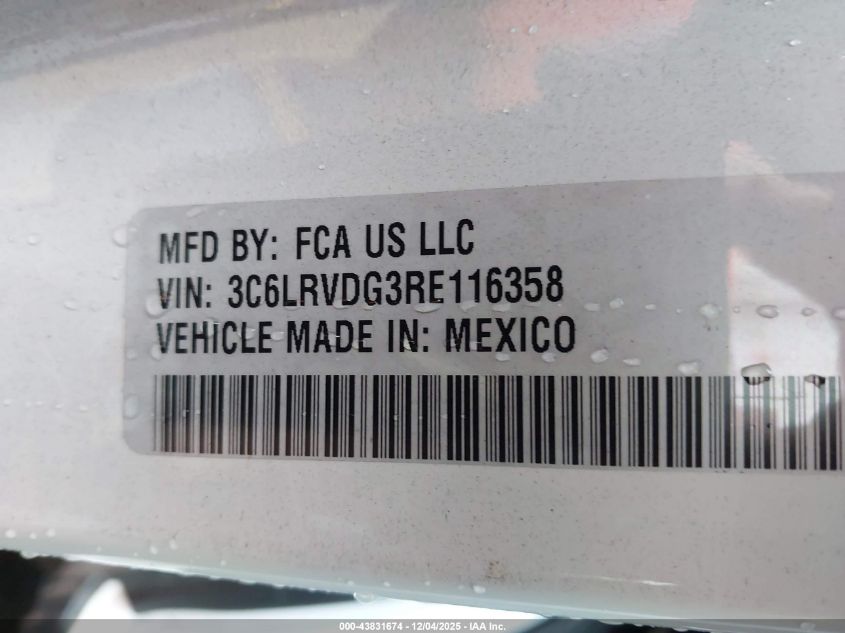 MFD BY: FCA US LLC
VIN: 3C6LRVDG3RE116358
VEHICLE MADE IN: MEXICO
000-43831674 - 12/04/2025 - IAA Inc.